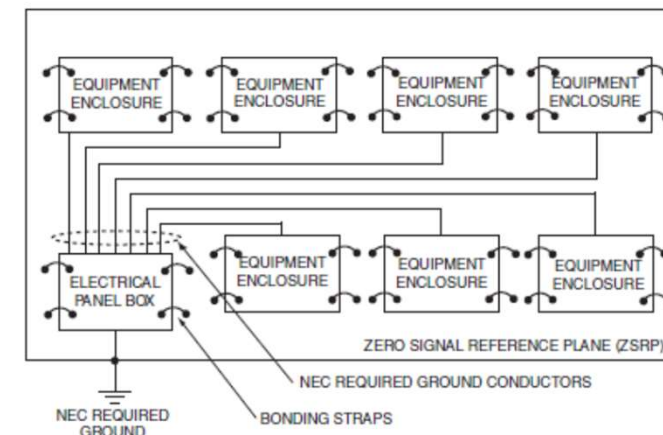 EQUIPMENT
ENCLOSURE
EQUIPMENT
ENCLOSURE
EQUIPMENT
ENCLOSURE
EQUIPMENT
ENCLOSURE
ELECTRICAL
PANEL BOX
EQUIPMENT
ENCLOSURE
EQUIPMENT
ENCLOSURE
EQUIPMENT
ENCLOSURE
ZERO SIGNAL REFERENCE PLANE (ZSRP)
NEC REQUIRED GROUND CONDUCTORS
NEC REQUIRED
GROUND
BONDING STRAPS